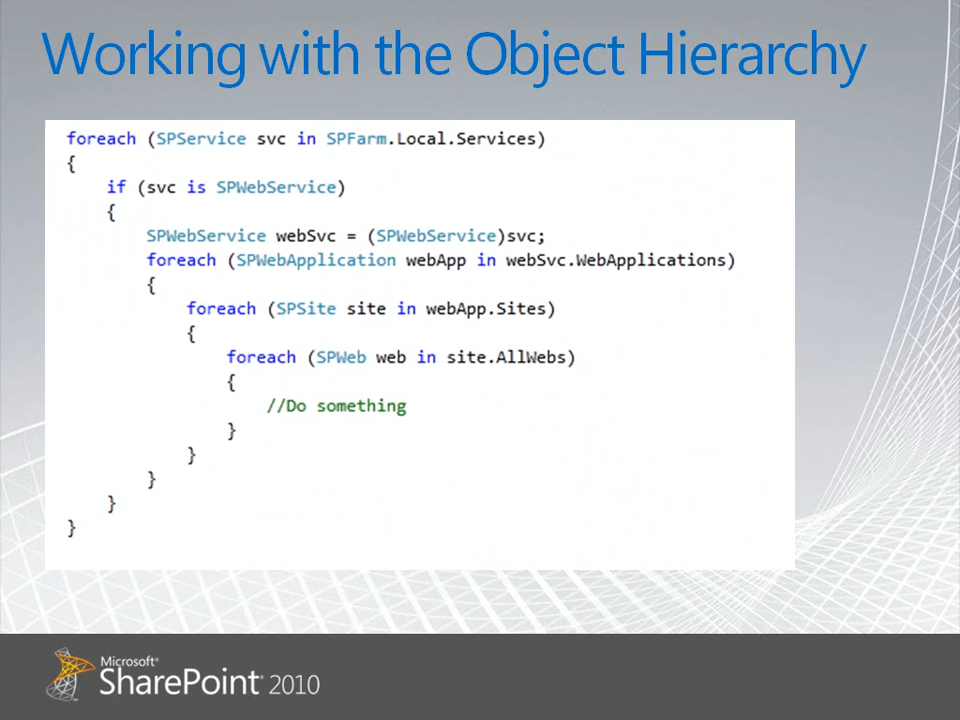 Working with the Object Hierarchy
foreach (SPService svc in SPFarm.Local.Services)
{
    if (svc is SPWebService)
    {
        SPWebService webSvc = (SPWebService)svc;
        foreach (SPWebApplication webApp in webSvc.WebApplications)
        {
            foreach (SPSite site in webApp.Sites)
            {
                foreach (SPWeb web in site.AllWebs)
                {
                    //Do something
                }
            }
        }
    }
}
Microsoft®
SharePoint® 2010